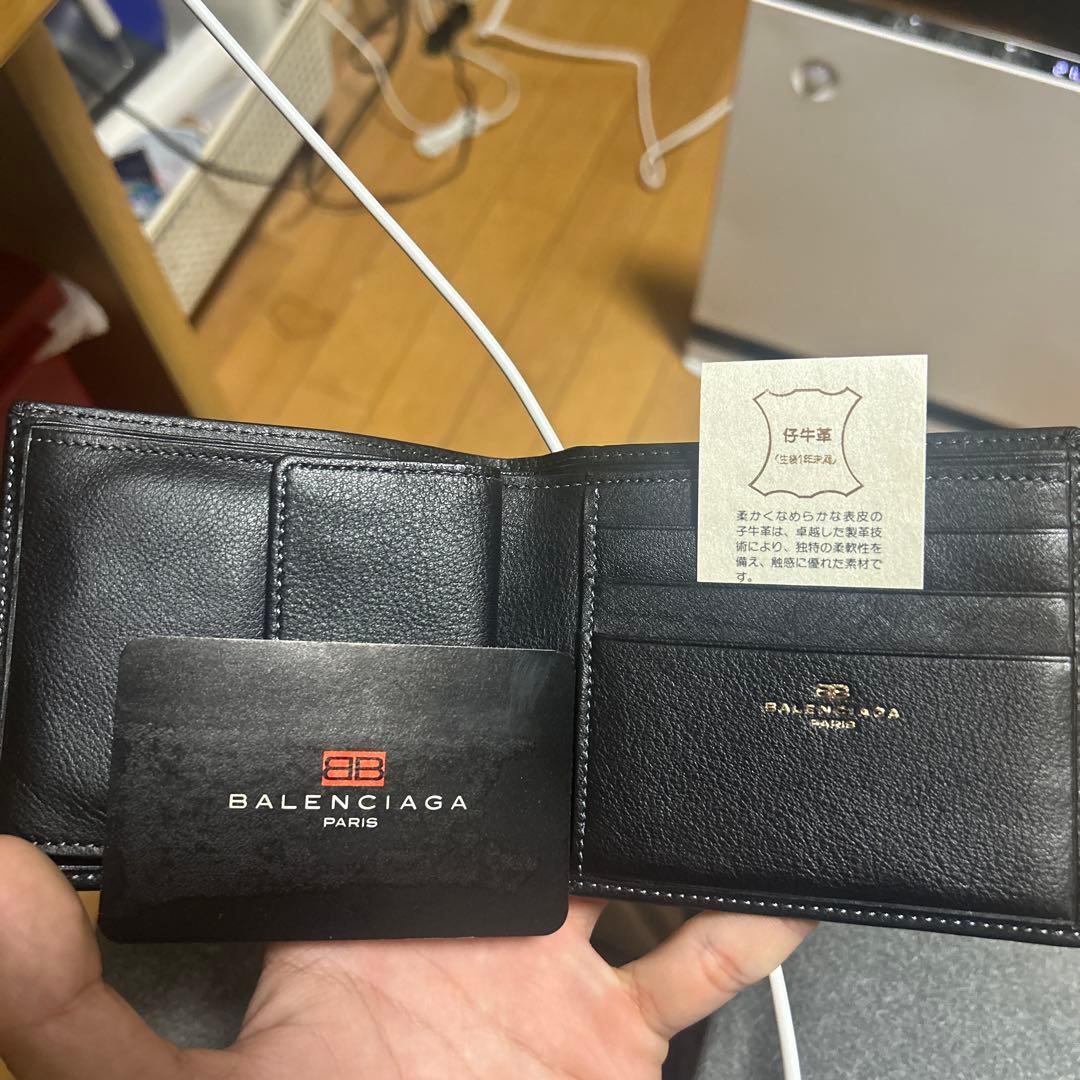 仔牛革
(生後1年未満)
柔かくなめらかな表皮の
子牛革は、卓越した製革技
術により、独特の柔軟性を
備え、触感に優れた素材で
す。
BB
BALENCIAGA
PARIS
BB
BALENCIAGA
PARIS